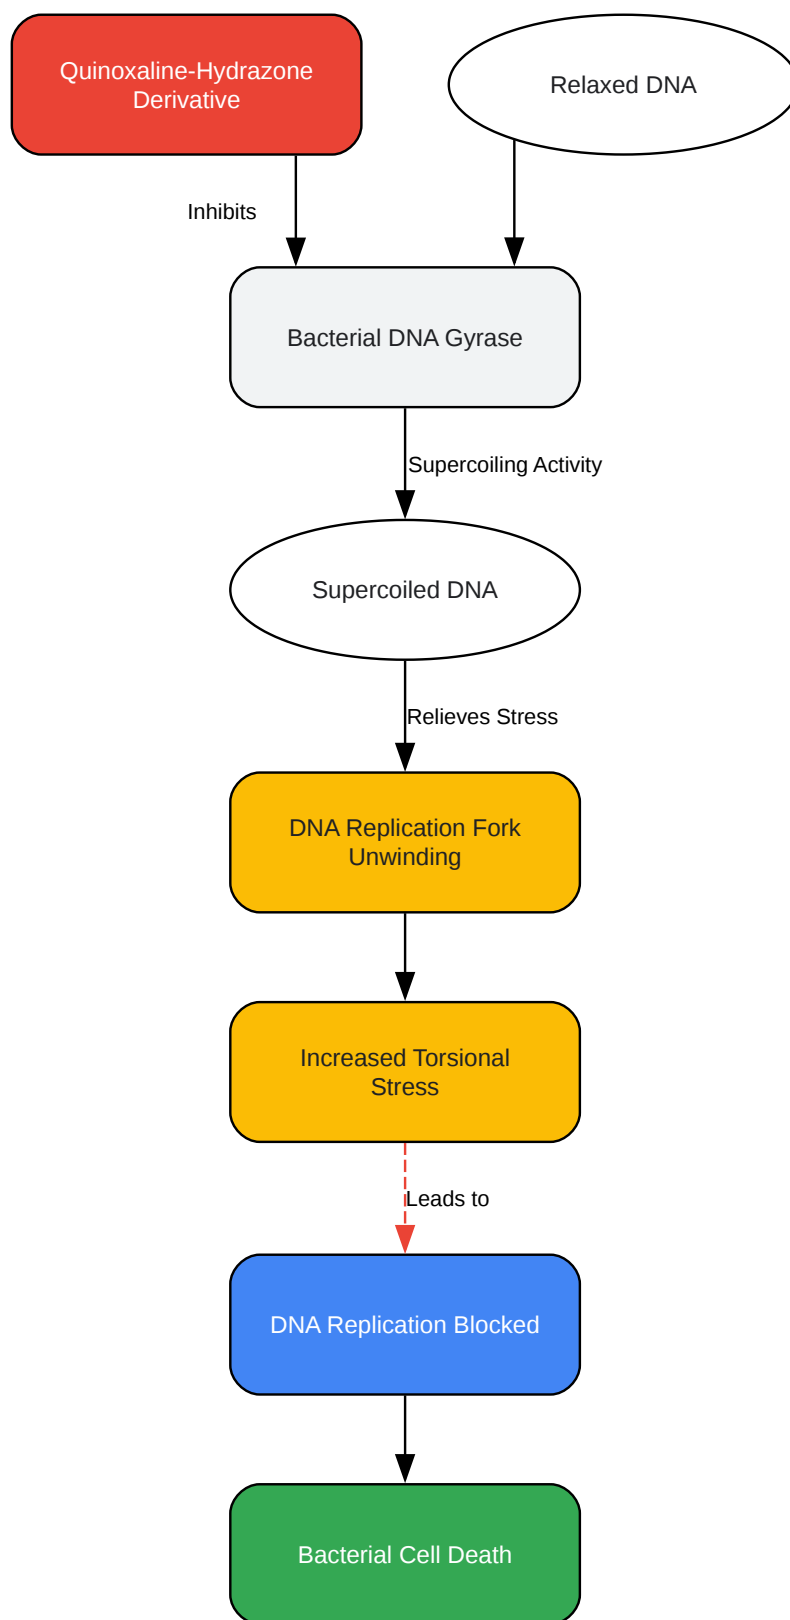 Quinoxaline-Hydrazone
Derivative
Relaxed DNA
Inhibits
Bacterial DNA Gyrase
Supercoiling Activity
Supercoiled DNA
Relieves Stress
DNA Replication Fork
Unwinding
Increased Torsional
Stress
Leads to
DNA Replication Blocked
Bacterial Cell Death